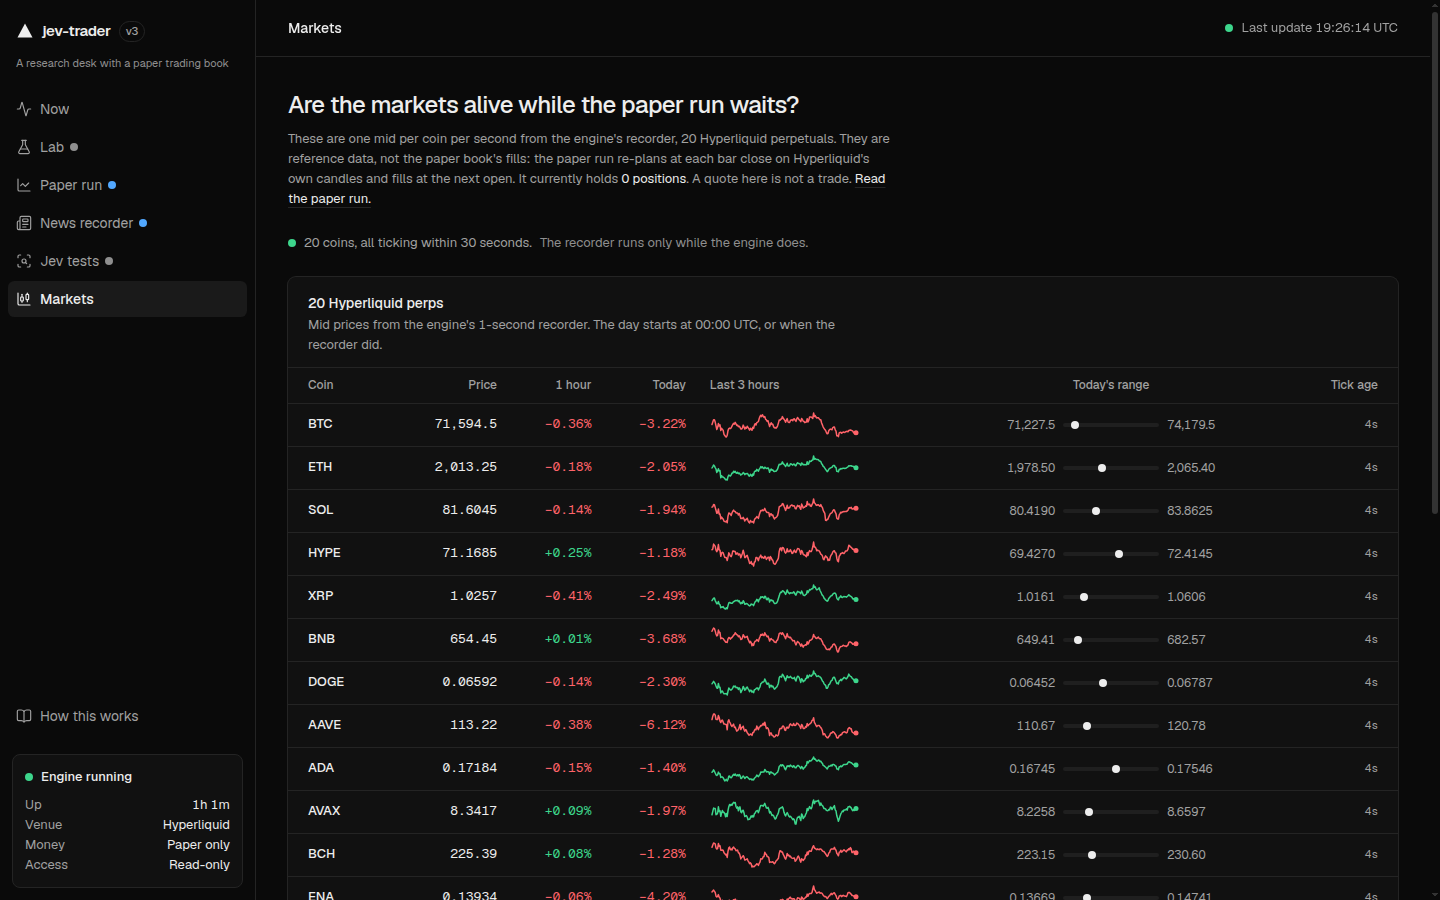 jev-trader v3
A research desk with a paper trading book
Now
Lab
Paper run
News recorder
Jev tests
Markets
How this works
Engine running
Up 1h 1m
Venue Hyperliquid
Money Paper only
Access Read-only
Markets
Last update 19:26:14 UTC
Are the markets alive while the paper run waits?
These are one mid per coin per second from the engine's recorder, 20 Hyperliquid perpetuals. They are
reference data, not the paper book's fills: the paper run re-plans at each bar close on Hyperliquid's
own candles and fills at the next open. It currently holds 0 positions. A quote here is not a trade. Read
the paper run.
20 coins, all ticking within 30 seconds. The recorder runs only while the engine does.
20 Hyperliquid perps
Mid prices from the engine's 1-second recorder. The day starts at 00:00 UTC, or when the
recorder did.
Coin Price 1 hour Today Last 3 hours Today's range Tick age
BTC 71,594.5 −0.36% −3.22% 71,227.5 74,179.5 4s
ETH 2,013.25 −0.18% −2.05% 1,978.50 2,065.40 4s
SOL 81.6045 −0.14% −1.94% 80.4190 83.8625 4s
HYPE 71.1685 +0.25% −1.18% 69.4270 72.4145 4s
XRP 1.0257 −0.41% −2.49% 1.0161 1.0606 4s
BNB 654.45 +0.01% −3.68% 649.41 682.57 4s
DOGE 0.06592 −0.14% −2.30% 0.06452 0.06787 4s
AAVE 113.22 −0.38% −6.12% 110.67 120.78 4s
ADA 0.17184 −0.15% −1.40% 0.16745 0.17546 4s
AVAX 8.3417 +0.09% −1.97% 8.2258 8.6597 4s
BCH 225.39 +0.08% −1.28% 223.15 230.60 4s
ENA 0.13934 −0.06% −4.20% 0.13669 0.14741 4s